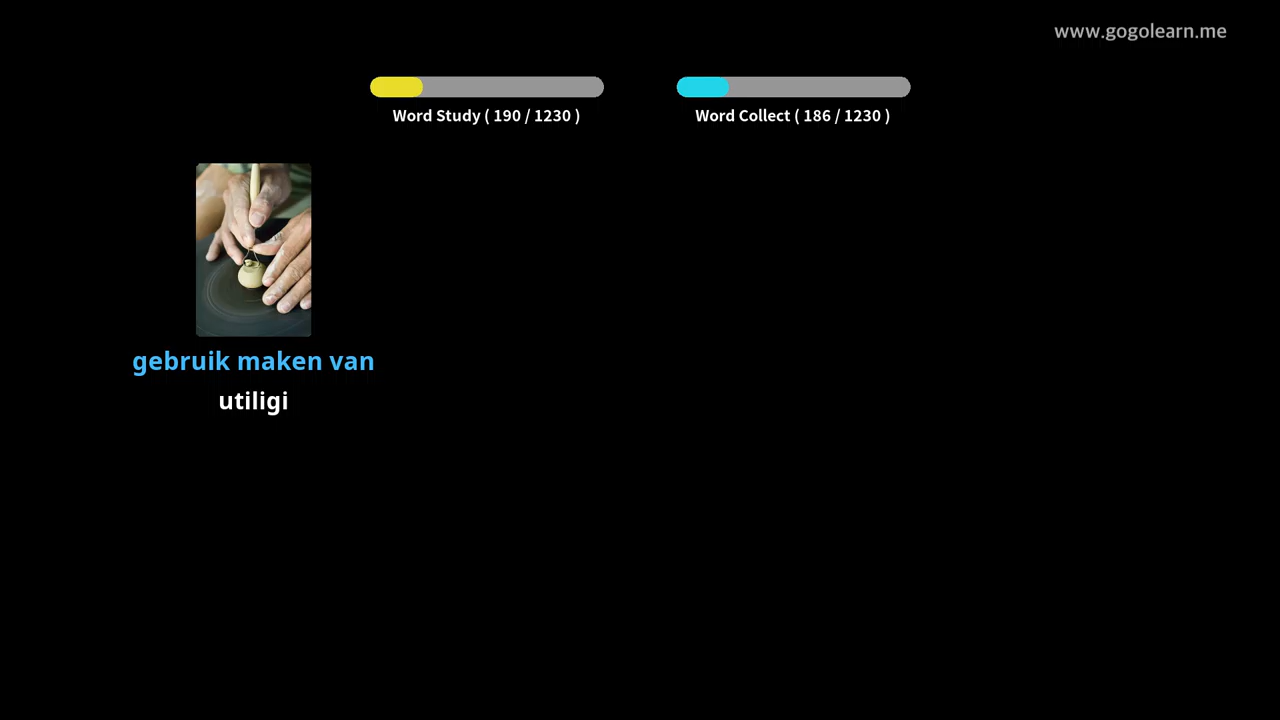 www.gogolearn.me
Word Study ( 190 / 1230 )
Word Collect ( 186 / 1230 )
gebruik maken van
utiligi